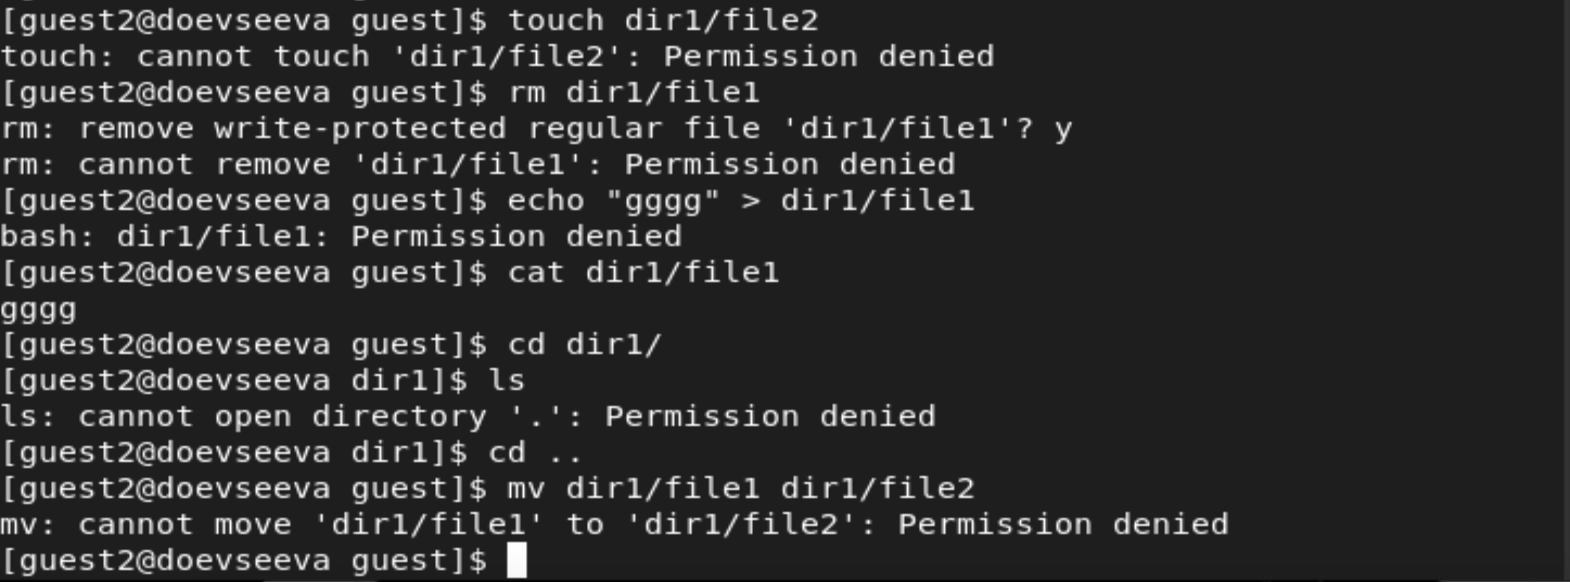 [guest2@doevseeva guest]$ touch dir1/file2
touch: cannot touch 'dir1/file2': Permission denied
[guest2@doevseeva guest]$ rm dir1/file1
rm: remove write-protected regular file 'dir1/file1'? y
rm: cannot remove 'dir1/file1': Permission denied
[guest2@doevseeva guest]$ echo "gggg" > dir1/file1
bash: dir1/file1: Permission denied
[guest2@doevseeva guest]$ cat dir1/file1
gggg
[guest2@doevseeva guest]$ cd dir1/
[guest2@doevseeva dir1]$ ls
ls: cannot open directory '.': Permission denied
[guest2@doevseeva dir1]$ cd ..
[guest2@doevseeva guest]$ mv dir1/file1 dir1/file2
mv: cannot move 'dir1/file1' to 'dir1/file2': Permission denied
[guest2@doevseeva guest]$